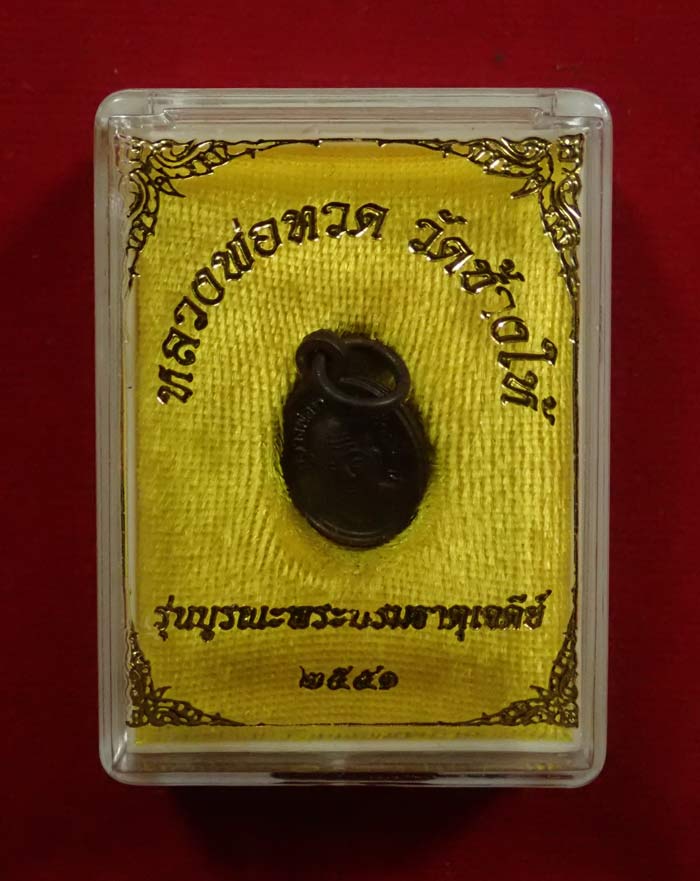 หลวงพ่อทวด วัดช้างให้
รุ่นบูรณะพระบรมธาตุเจดีย์
๒๕๕๑